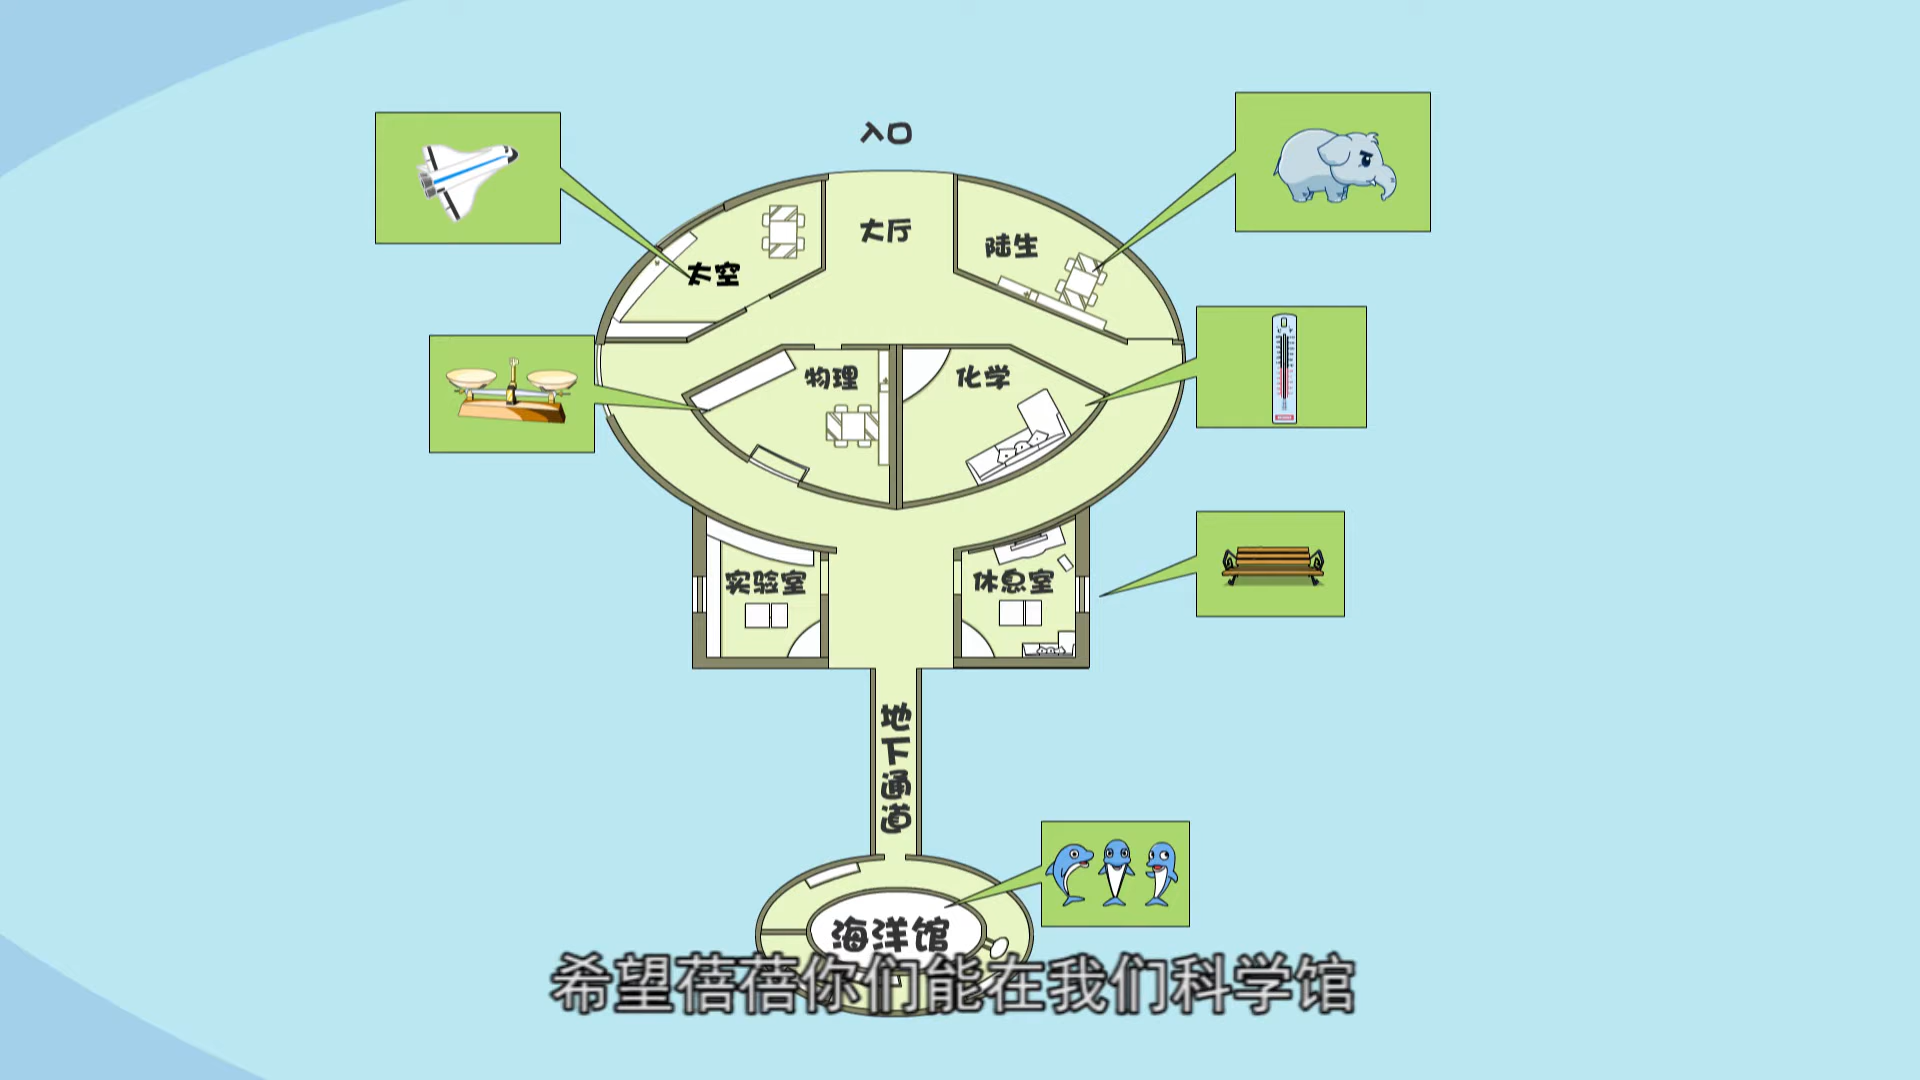 入口
大厅
陆生
太空
物理
化学
实验室
休息室
地下通道
海洋馆
希望蓓蓓你们能在我们科学馆